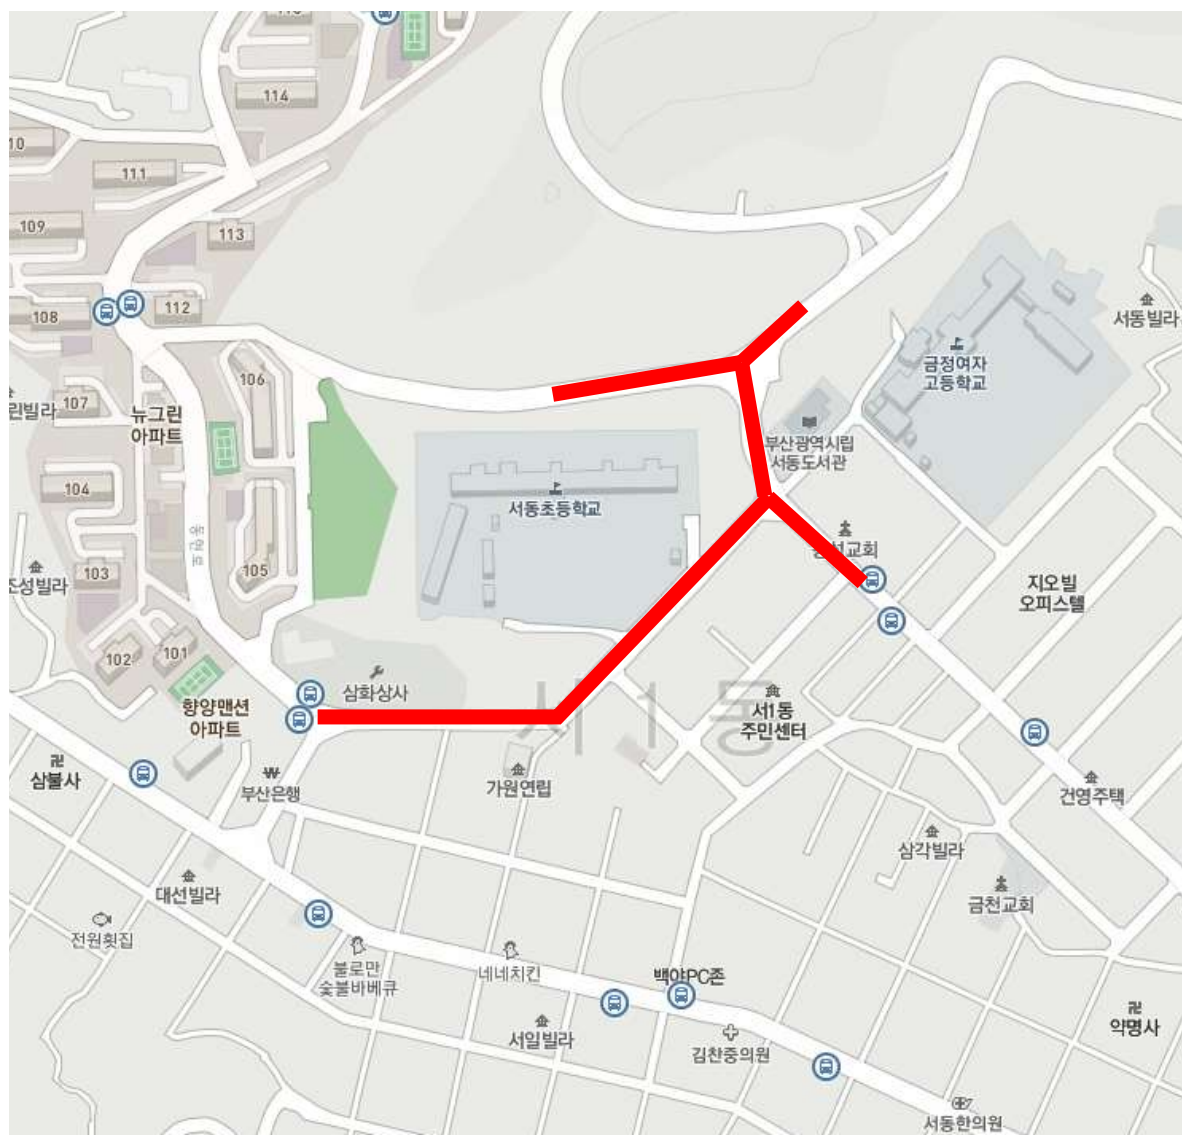 114
111
109
113
112
108
서동빌라
금정여자
고등학교
106
107
뉴그린
아파트
부산광역시립
서동도서관
104
서동초등학교
105
103
지오빌
오피스텔
102
101
삼화상사
향양맨션
아파트
서1동
서1동
주민센터
삼불사
부산은행
가원연립
건영주택
삼각빌라
대선빌라
금천교회
전원횟집
불로만
숯불바베큐
네네치킨
백야PC존
약명사
서일빌라
김찬중의원
서동한의원